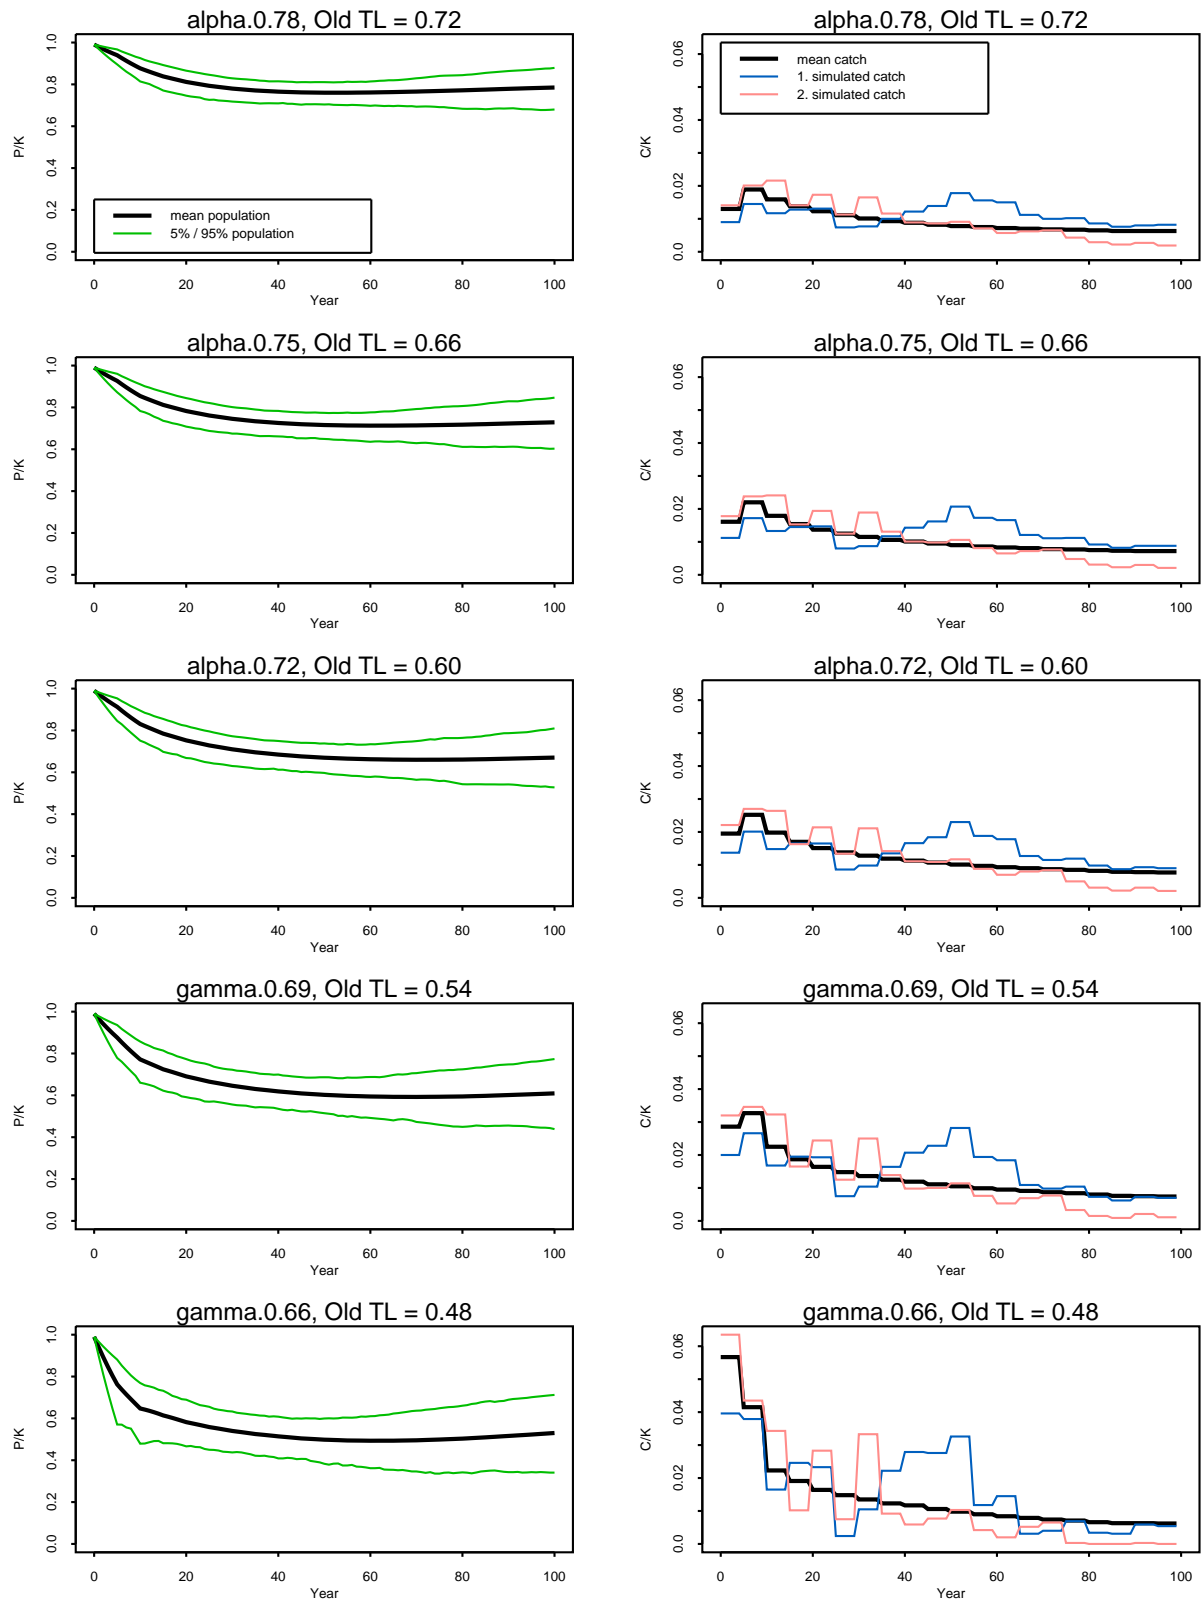 alpha.0.78, Old TL = 0.72
P/K
1.0
0.8
0.6
0.4
0.2
0.0
mean population
5% / 95% population
0 20 40 60 80 100
Year
alpha.0.78, Old TL = 0.72
C/K
0.06
0.04
0.02
0.0
mean catch
1. simulated catch
2. simulated catch
0 20 40 60 80 100
Year
alpha.0.75, Old TL = 0.66
P/K
1.0
0.8
0.6
0.4
0.2
0.0
0 20 40 60 80 100
Year
alpha.0.75, Old TL = 0.66
C/K
0.06
0.04
0.02
0.0
0 20 40 60 80 100
Year
alpha.0.72, Old TL = 0.60
P/K
1.0
0.8
0.6
0.4
0.2
0.0
0 20 40 60 80 100
Year
alpha.0.72, Old TL = 0.60
C/K
0.06
0.04
0.02
0.0
0 20 40 60 80 100
Year
gamma.0.69, Old TL = 0.54
P/K
1.0
0.8
0.6
0.4
0.2
0.0
0 20 40 60 80 100
Year
gamma.0.69, Old TL = 0.54
C/K
0.06
0.04
0.02
0.0
0 20 40 60 80 100
Year
gamma.0.66, Old TL = 0.48
P/K
1.0
0.8
0.6
0.4
0.2
0.0
0 20 40 60 80 100
Year
gamma.0.66, Old TL = 0.48
C/K
0.06
0.04
0.02
0.0
0 20 40 60 80 100
Year